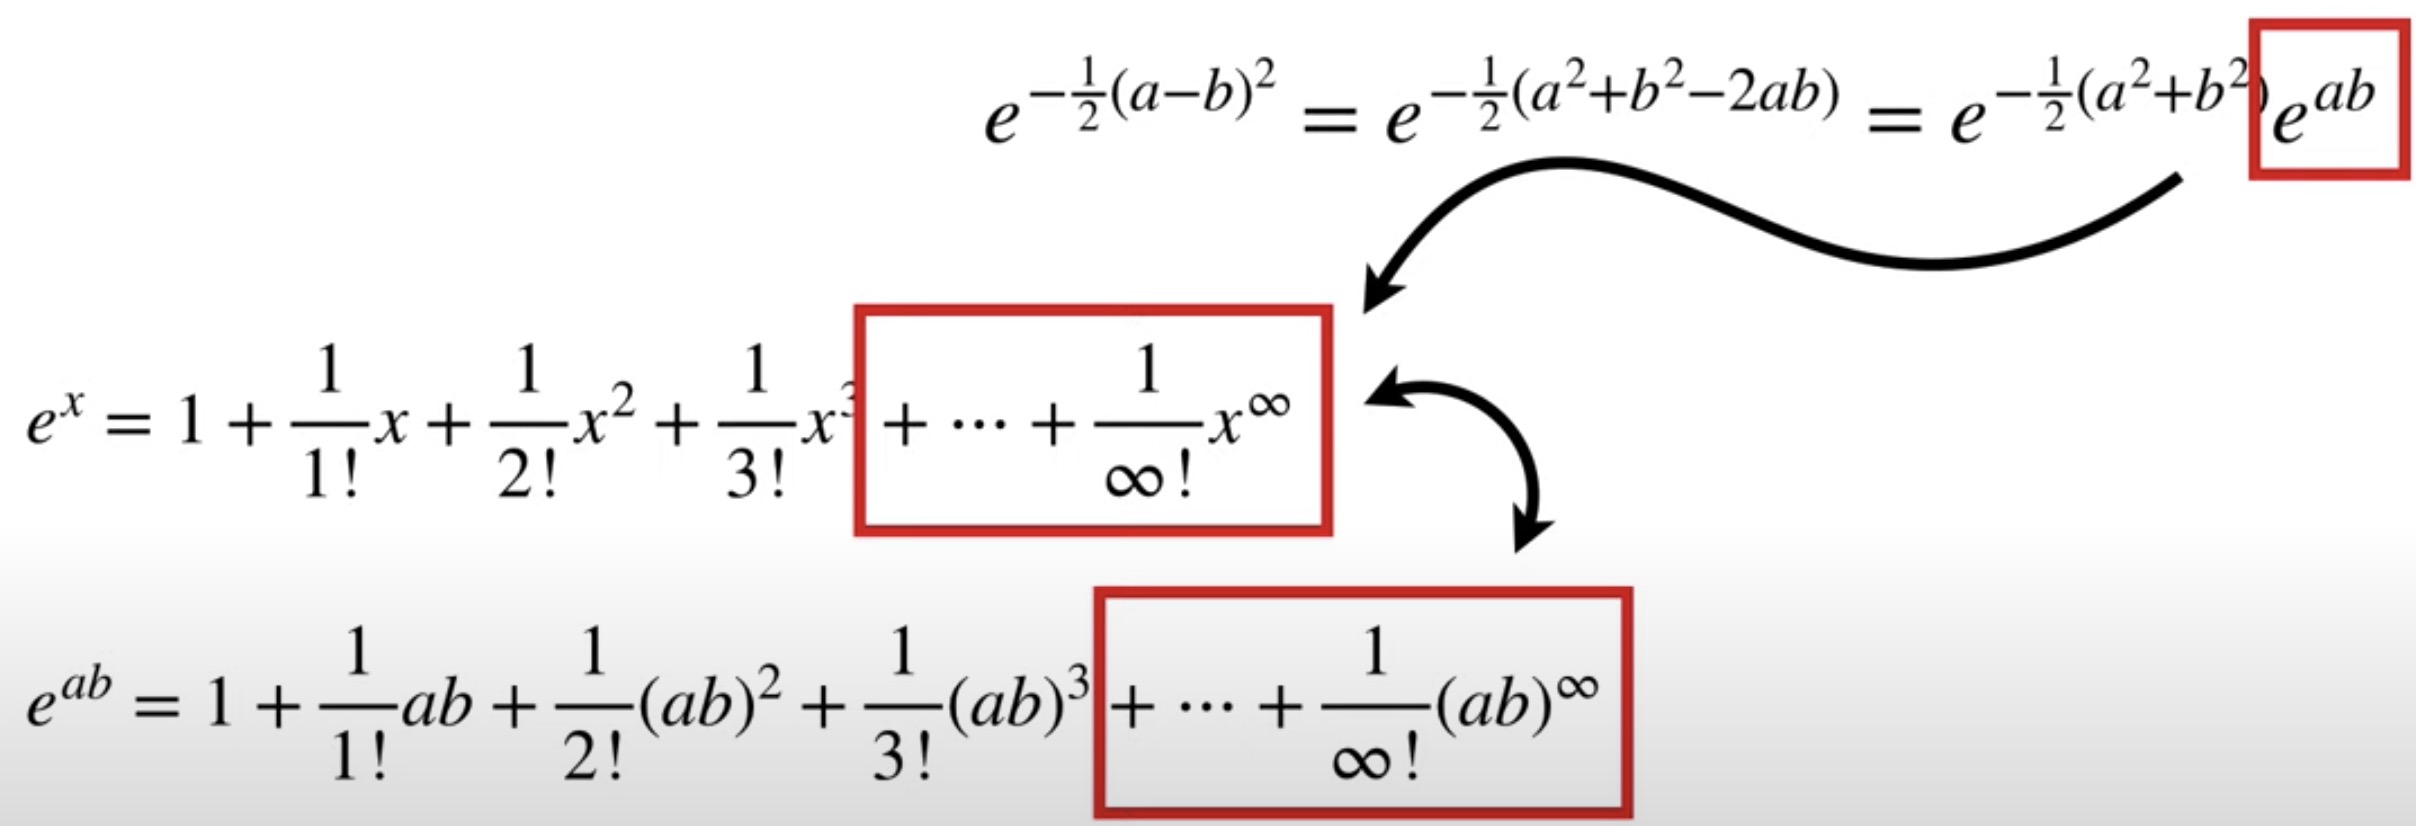 $e^{-\frac{1}{2}(a-b)^2} = e^{-\frac{1}{2}(a^2+b^2-2ab)} = e^{-\frac{1}{2}(a^2+b^2)}e^{ab}$
$e^x = 1 + \frac{1}{1!}x + \frac{1}{2!}x^2 + \frac{1}{3!}x^3 + \cdots + \frac{1}{\infty!}x^\infty$
$e^{ab} = 1 + \frac{1}{1!}ab + \frac{1}{2!}(ab)^2 + \frac{1}{3!}(ab)^3 + \cdots + \frac{1}{\infty!}(ab)^\infty$